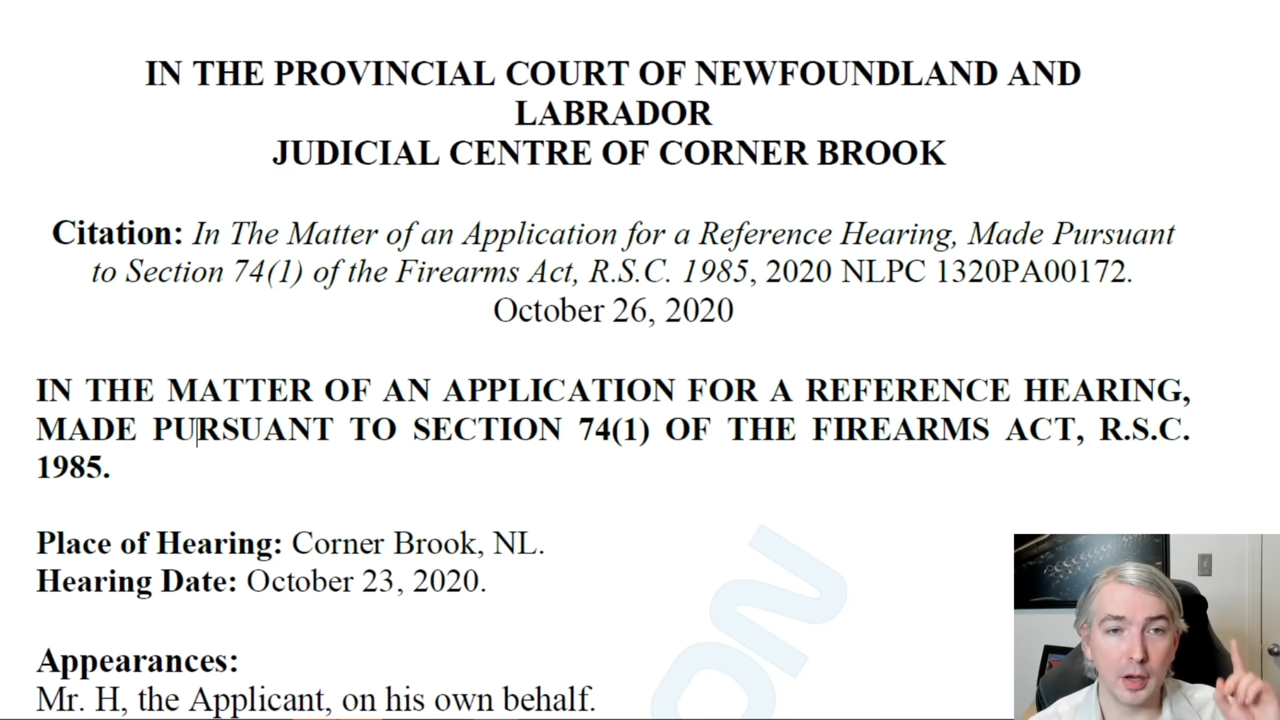 IN THE PROVINCIAL COURT OF NEWFOUNDLAND AND
LABRADOR
JUDICIAL CENTRE OF CORNER BROOK
Citation: In The Matter of an Application for a Reference Hearing, Made Pursuant
to Section 74(1) of the Firearms Act, R.S.C. 1985, 2020 NLPC 1320PA00172.
October 26, 2020
IN THE MATTER OF AN APPLICATION FOR A REFERENCE HEARING,
MADE PURSUANT TO SECTION 74(1) OF THE FIREARMS ACT, R.S.C.
1985.
Place of Hearing: Corner Brook, NL.
Hearing Date: October 23, 2020.
Appearances:
Mr. H, the Applicant, on his own behalf.
ON